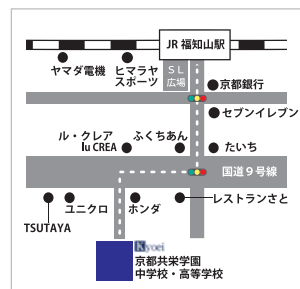 JR 福知山駅
ヤマダ電機
ヒマラヤ
スポーツ
ＳＬ
広場
京都銀行
セブンイレブン
ル・クレア
lu CREA
ふくちあん
たいち
国道９号線
TSUTAYA
ユニクロ
ホンダ
レストランさと
Kyoei
京都共栄学園
中学校・高等学校